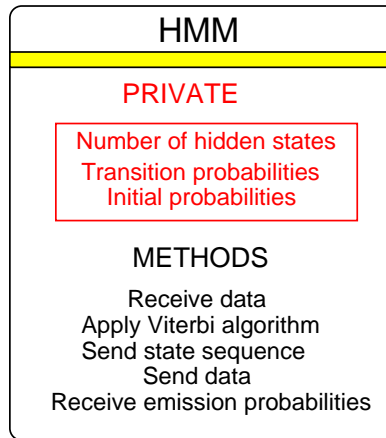 HMM
PRIVATE
Number of hidden states
Transition probabilities
Initial probabilities
METHODS
Receive data
Apply Viterbi algorithm
Send state sequence
Send data
Receive emission probabilities